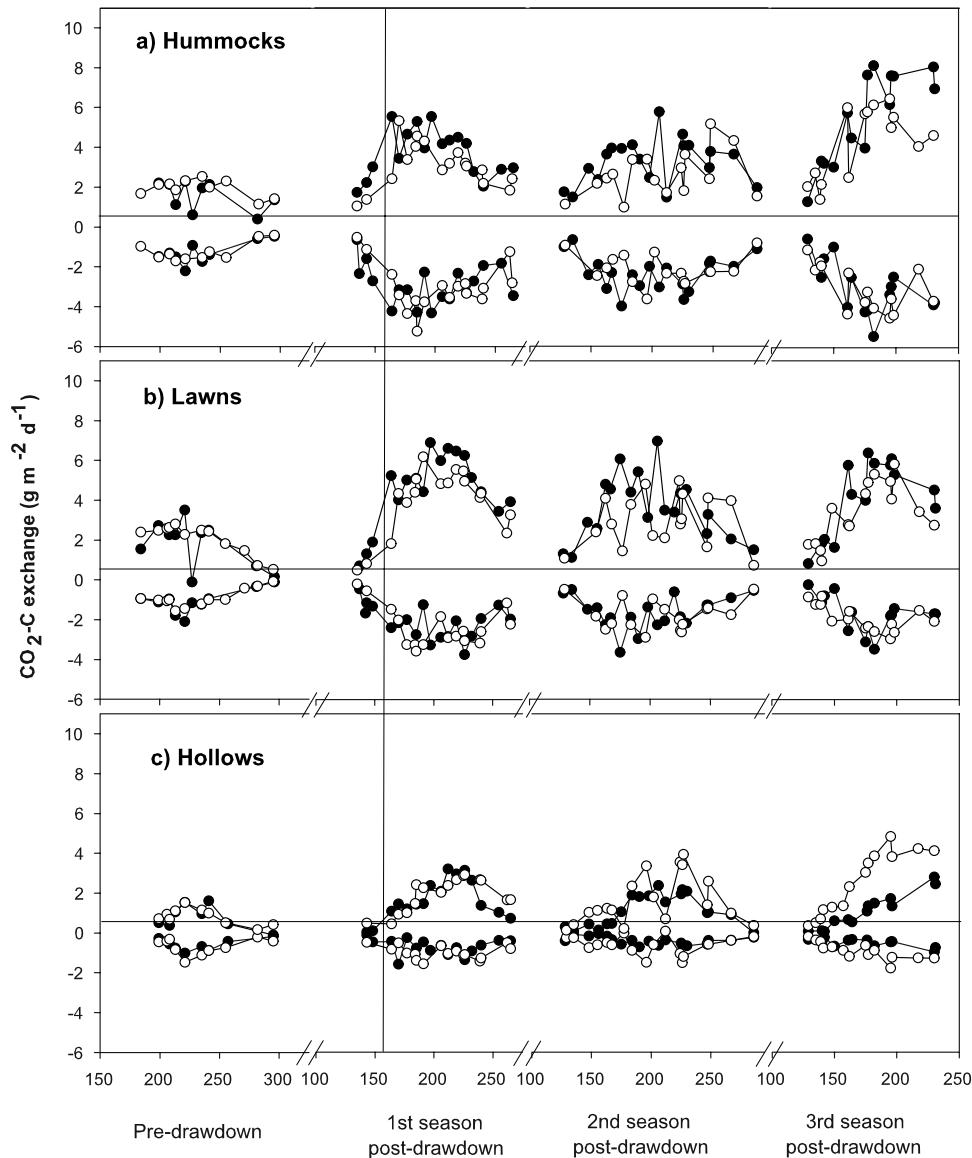 a) Hummocks
10
8
6
4
2
0
-2
-4
-6
b) Lawns
10
8
6
4
2
0
-2
-4
-6
c) Hollows
10
8
6
4
2
0
-2
-4
-6
CO2-C exchange (g m-2 d-1)
150 200 250 300 100 150 200 250 100 150 200 250 100 150 200 250
Pre-drawdown
1st season
post-drawdown
2nd season
post-drawdown
3rd season
post-drawdown